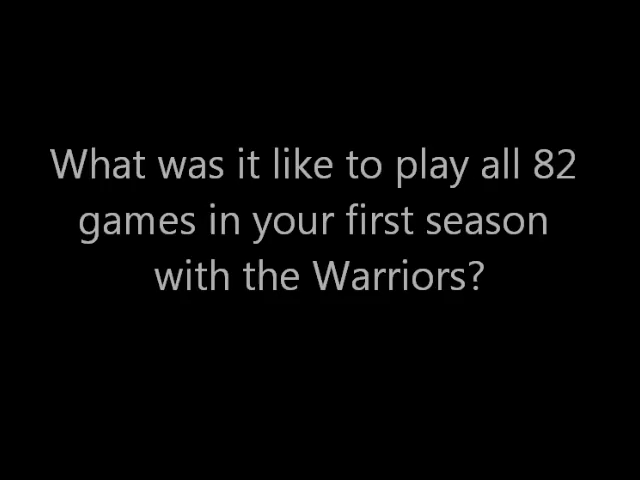 What was it like to play all 82
games in your first season
with the Warriors?